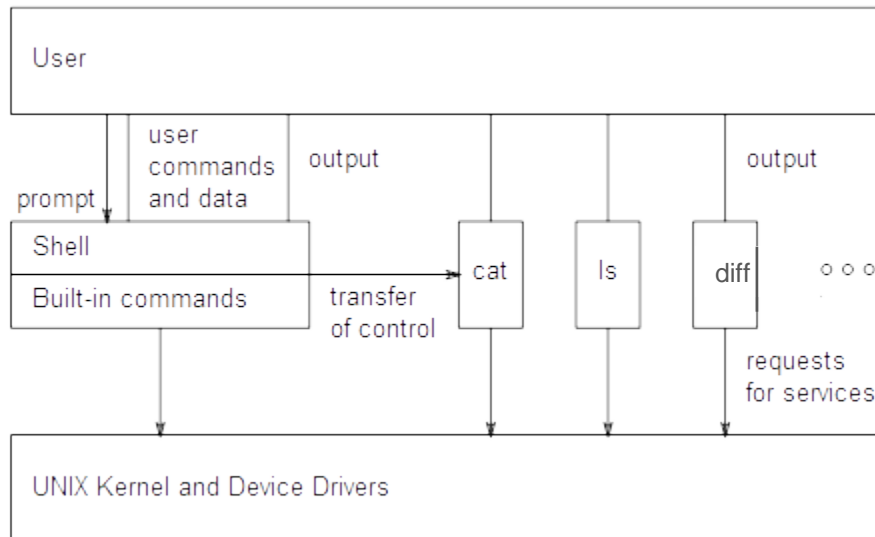 User
user
commands
and data
output
output
prompt
Shell
Built-in commands
transfer
of control
cat
ls
diff
requests
for services
UNIX Kernel and Device Drivers